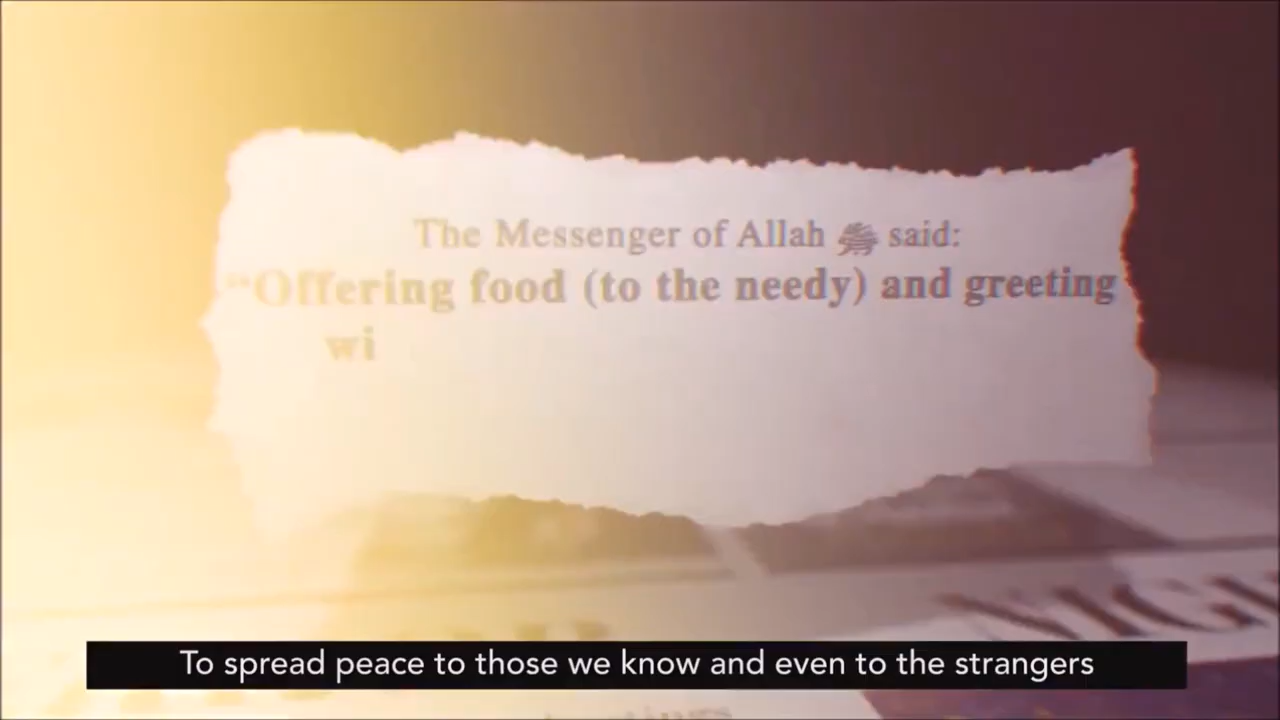 The Messenger of Allah ﷺ said:
"Offering food (to the needy) and greeting
wi
To spread peace to those we know and even to the strangers